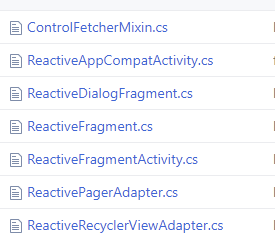 ControlFetcherMixin.cs
ReactiveAppCompatActivity.cs
ReactiveDialogFragment.cs
ReactiveFragment.cs
ReactiveFragmentActivity.cs
ReactivePagerAdapter.cs
ReactiveRecyclerViewAdapter.cs